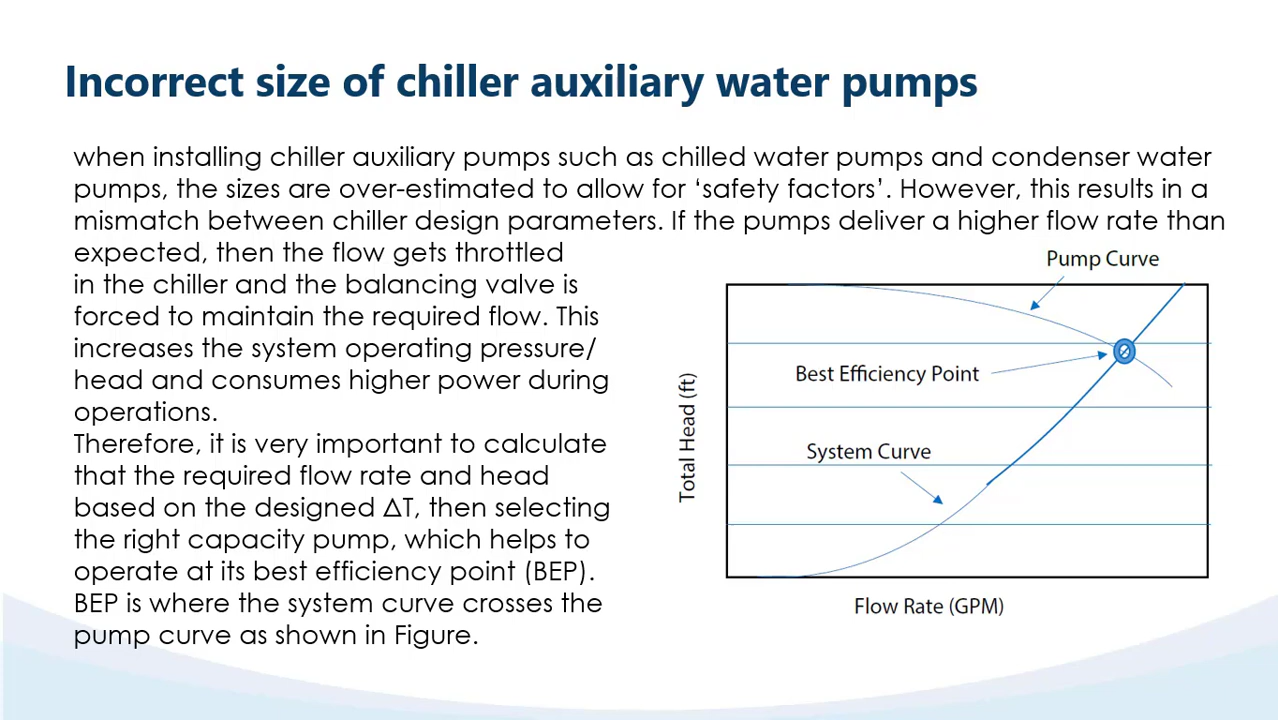 Incorrect size of chiller auxiliary water pumps
when installing chiller auxiliary pumps such as chilled water pumps and condenser water
pumps, the sizes are over-estimated to allow for ‘safety factors’. However, this results in a
mismatch between chiller design parameters. If the pumps deliver a higher flow rate than
expected, then the flow gets throttled
in the chiller and the balancing valve is
forced to maintain the required flow. This
increases the system operating pressure/
head and consumes higher power during
operations.
Therefore, it is very important to calculate
that the required flow rate and head
based on the designed ΔT, then selecting
the right capacity pump, which helps to
operate at its best efficiency point (BEP).
BEP is where the system curve crosses the
pump curve as shown in Figure.
Pump Curve
Best Efficiency Point
System Curve
Total Head (ft)
Flow Rate (GPM)